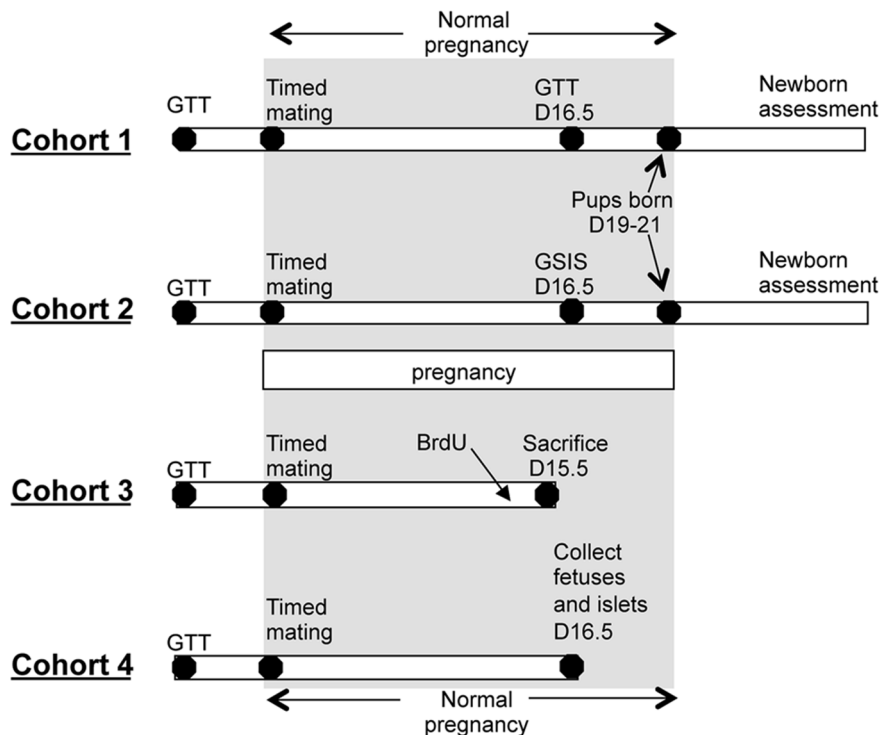 Normal
pregnancy
GTT
Timed
mating
GTT
D16.5
Newborn
assessment
Cohort 1
Pups born
D19-21
GTT
Timed
mating
GSIS
D16.5
Newborn
assessment
Cohort 2
pregnancy
GTT
Timed
mating
BrdU
Sacrifice
D15.5
Cohort 3
GTT
Timed
mating
Collect
fetuses
and islets
D16.5
Cohort 4
Normal
pregnancy